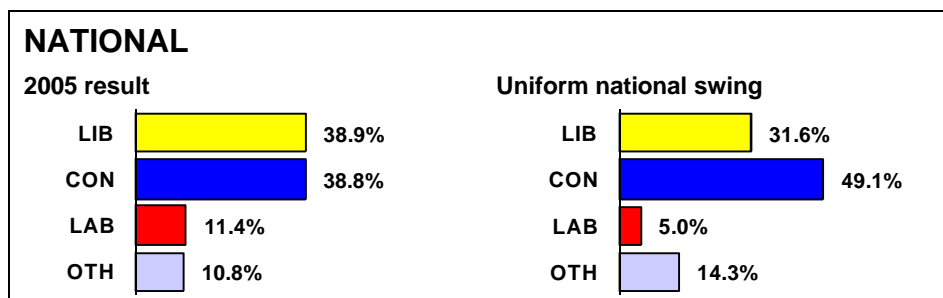 NATIONAL
2005 result
LIB 38.9%
CON 38.8%
LAB 11.4%
OTH 10.8%
Uniform national swing
LIB 31.6%
CON 49.1%
LAB 5.0%
OTH 14.3%